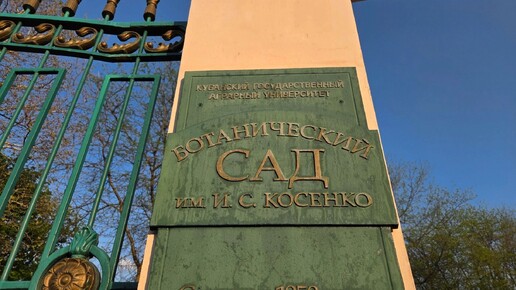 КУБАНСКИЙ ГОСУДАРСТВЕННЫЙ
АГРАРНЫЙ УНИВЕРСИТЕТ
БОТАНИЧЕСКИЙ
САД
ИМ. И. С. КОСЕНКО